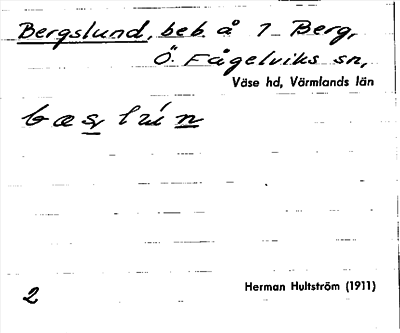 Bergslund, beb. å 1 Berg,
Ö. Fågelviks sn,
Väse hd, Värmlands län
2
Herman Hultström (1911)